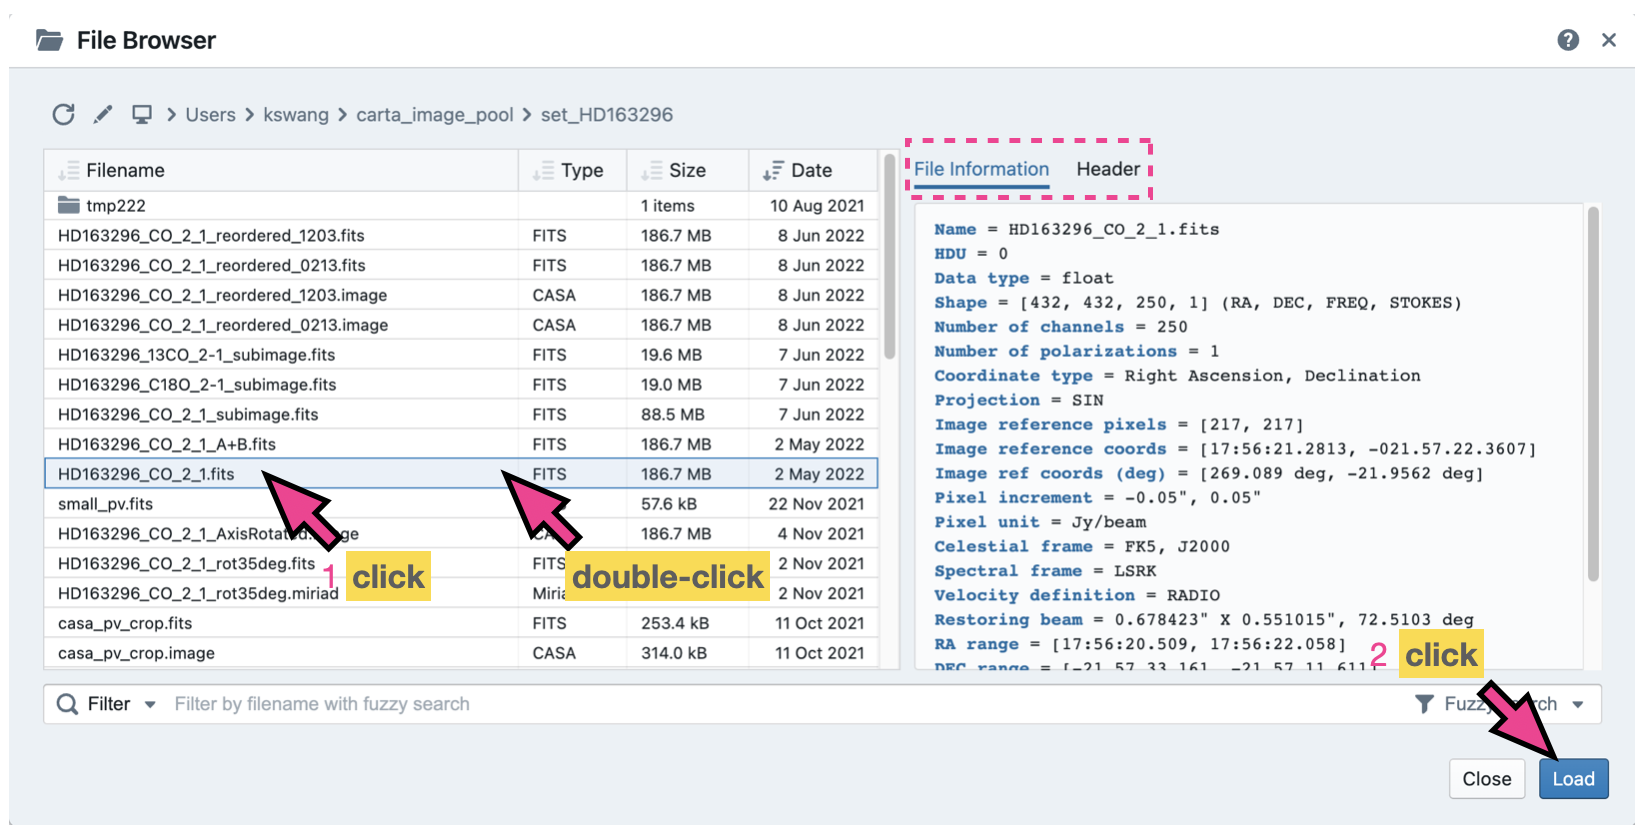 File Browser
Users > kswang > carta_image_pool > set_HD163296
Filename Type Size Date
tmp222 1 items 10 Aug 2021
HD163296_CO_2_1_reordered_1203.fits FITS 186.7 MB 8 Jun 2022
HD163296_CO_2_1_reordered_0213.fits FITS 186.7 MB 8 Jun 2022
HD163296_CO_2_1_reordered_1203.image CASA 186.7 MB 8 Jun 2022
HD163296_CO_2_1_reordered_0213.image CASA 186.7 MB 8 Jun 2022
HD163296_13CO_2-1_subimage.fits FITS 19.6 MB 7 Jun 2022
HD163296_C18O_2-1_subimage.fits FITS 19.0 MB 7 Jun 2022
HD163296_CO_2_1_subimage.fits FITS 88.5 MB 7 Jun 2022
HD163296_CO_2_1_A+B.fits FITS 186.7 MB 2 May 2022
HD163296_CO_2_1.fits FITS 186.7 MB 2 May 2022
small_pv.fits 57.6 kB 22 Nov 2021
186.7 MB 4 Nov 2021
HD163296_CO_2_1_rot35deg.fits FITS 2 Nov 2021
HD163296_CO_2_1_rot35deg.miriad 2 Nov 2021
casa_pv_crop.fits FITS 253.4 kB 11 Oct 2021
casa_pv_crop.image CASA 314.0 kB 11 Oct 2021
1 click
double-click
File Information Header
Name = HD163296_CO_2_1.fits
HDU = 0
Data type = float
Shape = [432, 432, 250, 1] (RA, DEC, FREQ, STOKES)
Number of channels = 250
Number of polarizations = 1
Coordinate type = Right Ascension, Declination
Projection = SIN
Image reference pixels = [217, 217]
Image reference coords = [17:56:21.2813, -021.57.22.3607]
Image ref coords (deg) = [269.089 deg, -21.9562 deg]
Pixel increment = -0.05", 0.05"
Pixel unit = Jy/beam
Celestial frame = FK5, J2000
Spectral frame = LSRK
Velocity definition = RADIO
Restoring beam = 0.678423" X 0.551015", 72.5103 deg
RA range = [17:56:20.509, 17:56:22.058]
DEC range = [-21.57.33.161, -21.57.11.611]
2 click
Filter Filter by filename with fuzzy search
Close Load